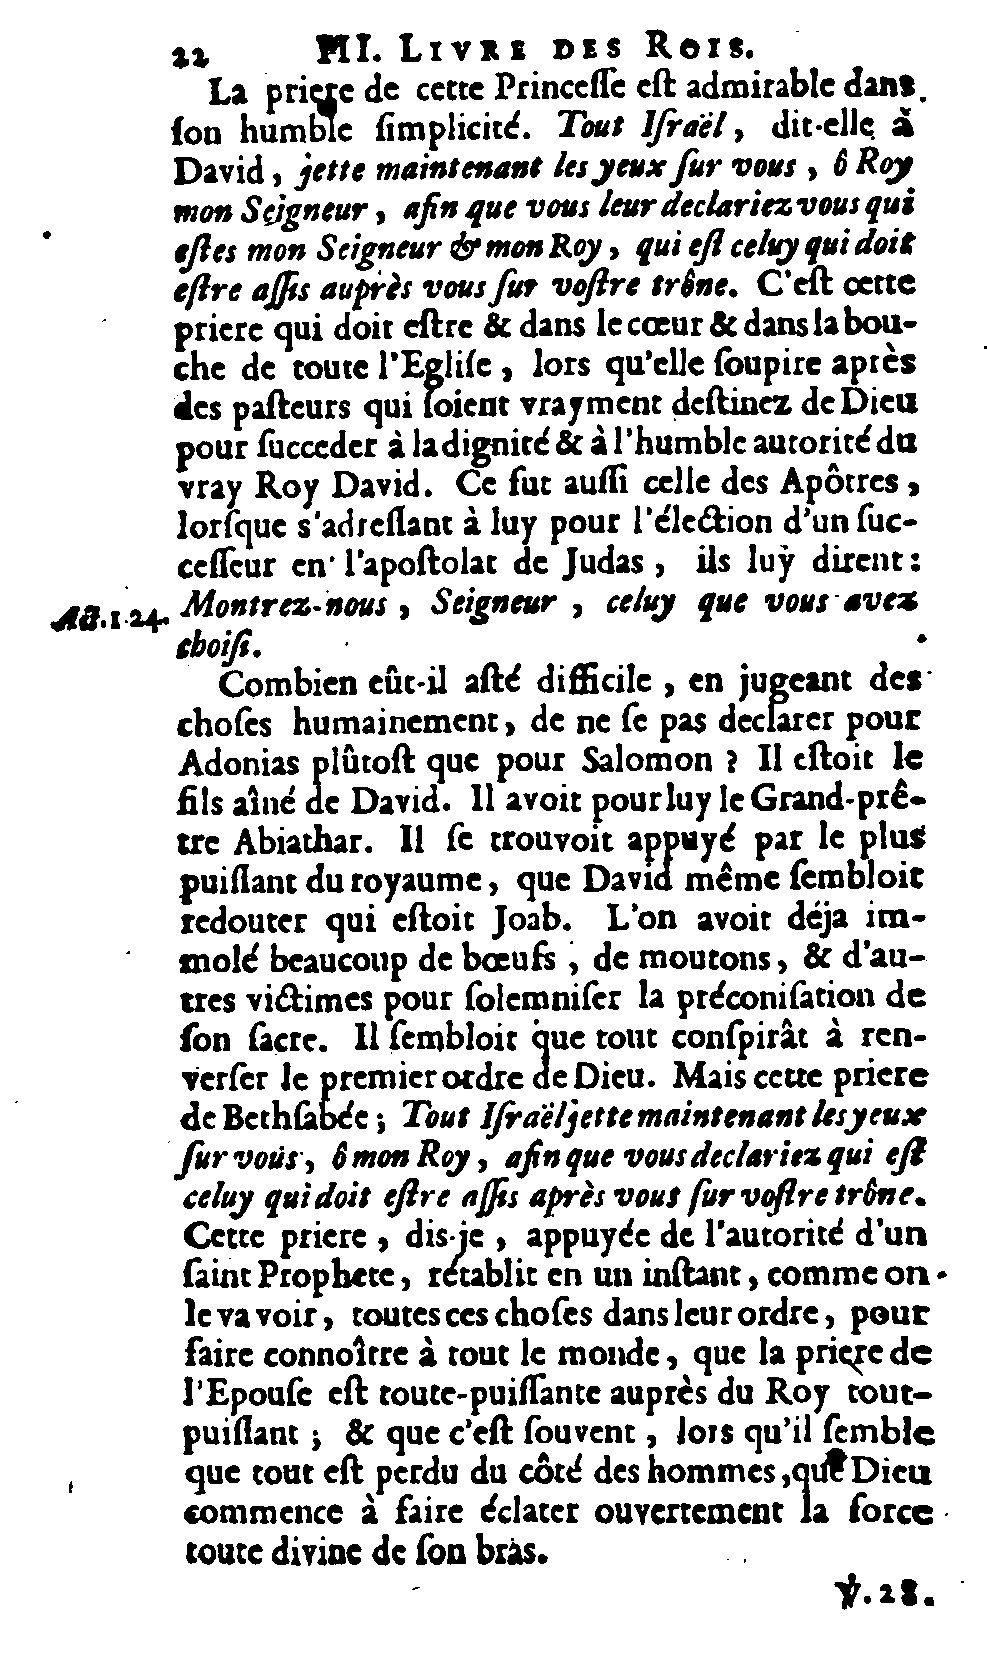 22 III. LIVRE DES ROIS.
La priere de cette Princeſſe eſt admirable dans
ſon humble ſimplicité. Tout Iſraël, dit-elle à
David, jette maintenant les yeux ſur vous, ô Roy
mon Seigneur, afin que vous leur declariez vous qui
eſtes mon Seigneur & mon Roy, qui eſt celuy qui doit
eſtre aſſis auprès vous ſur voſtre trône. C'eſt cette
priere qui doit eſtre & dans le cœur & dans la bou-
che de toute l'Egliſe, lors qu'elle ſoupire après
des paſteurs qui ſoient vrayment deſtinez de Dieu
pour ſucceder à la dignité & à l'humble autorité du
vray Roy David. Ce fut auſſi celle des Apôtres,
lorſque s'adreſſant à luy pour l'élection d'un ſuc-
ceſſeur en l'apoſtolat de Judas, ils luy dirent:
Act. 1. 24. Montrez-nous, Seigneur, celuy que vous avez
choiſi.
Combien eût-il aſté difficile, en jugeant des
choſes humainement, de ne ſe pas declarer pour
Adonias plûtoſt que pour Salomon? Il eſtoit le
fils aîné de David. Il avoit pour luy le Grand-prê-
tre Abiathar. Il ſe trouvoit appuyé par le plus
puiſſant du royaume, que David même ſembloit
redouter qui eſtoit Joab. L'on avoit déja im-
molé beaucoup de bœufs, de moutons, & d'au-
tres victimes pour ſolemniſer la préconiſation de
ſon ſacre. Il ſembloit que tout conſpirât à ren-
verſer le premier ordre de Dieu. Mais cette priere
de Bethſabée; Tout Iſraël jette maintenant les yeux
ſur vous, ô mon Roy, afin que vous declariez qui eſt
celuy qui doit eſtre aſſis après vous ſur voſtre trône.
Cette priere, dis-je, appuyée de l'autorité d'un
ſaint Prophete, rétablit en un inſtant, comme on
le va voir, toutes ces choſes dans leur ordre, pour
faire connoître à tout le monde, que la priere de
l'Epouſe eſt toute-puiſſante auprès du Roy tout-
puiſſant; & que c'eſt ſouvent, lors qu'il ſemble
que tout eſt perdu du côté des hommes, que Dieu
commence à faire éclater ouvertement la force
toute divine de ſon bras.
℣. 28.